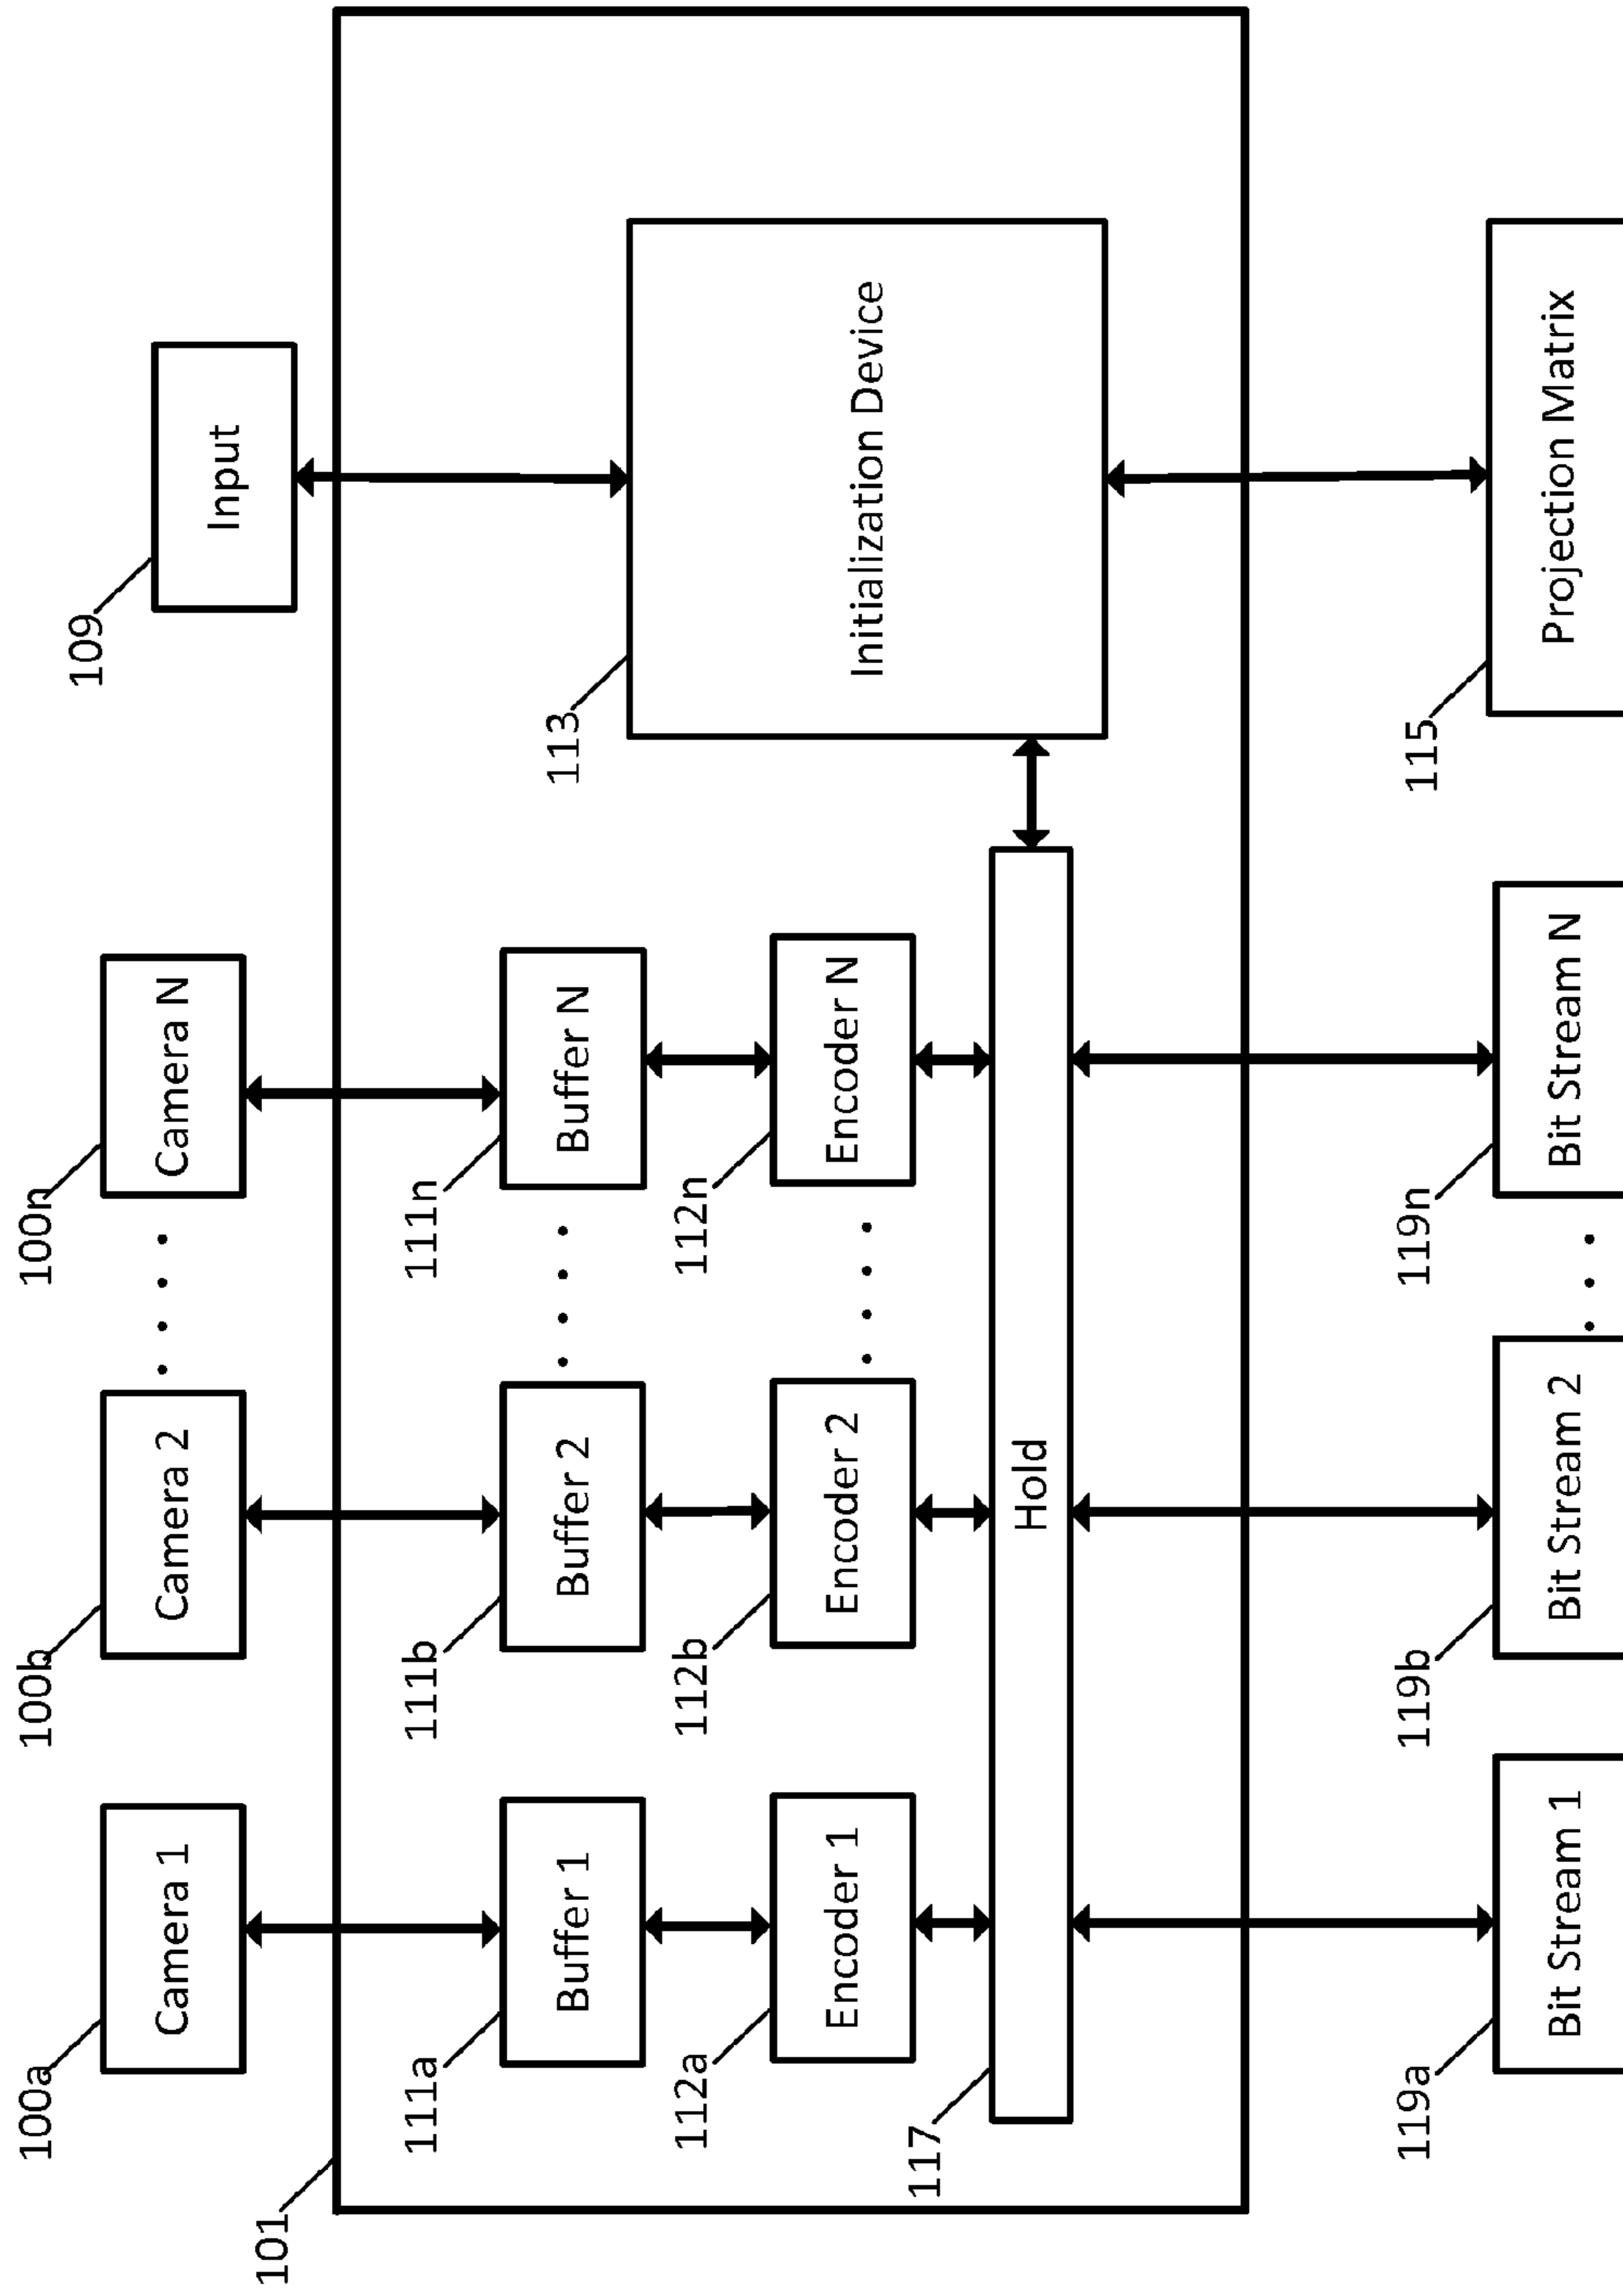 100a
100b
100n
109
Camera 1
Camera 2
Camera N
Input
101
111a
111b
111n
113
Buffer 1
Buffer 2
Buffer N
112a
112b
112n
Encoder 1
Encoder 2
Encoder N
Initialization Device
117
Hold
119a
119b
119n
115
Bit Stream 1
Bit Stream 2
Bit Stream N
Projection Matrix